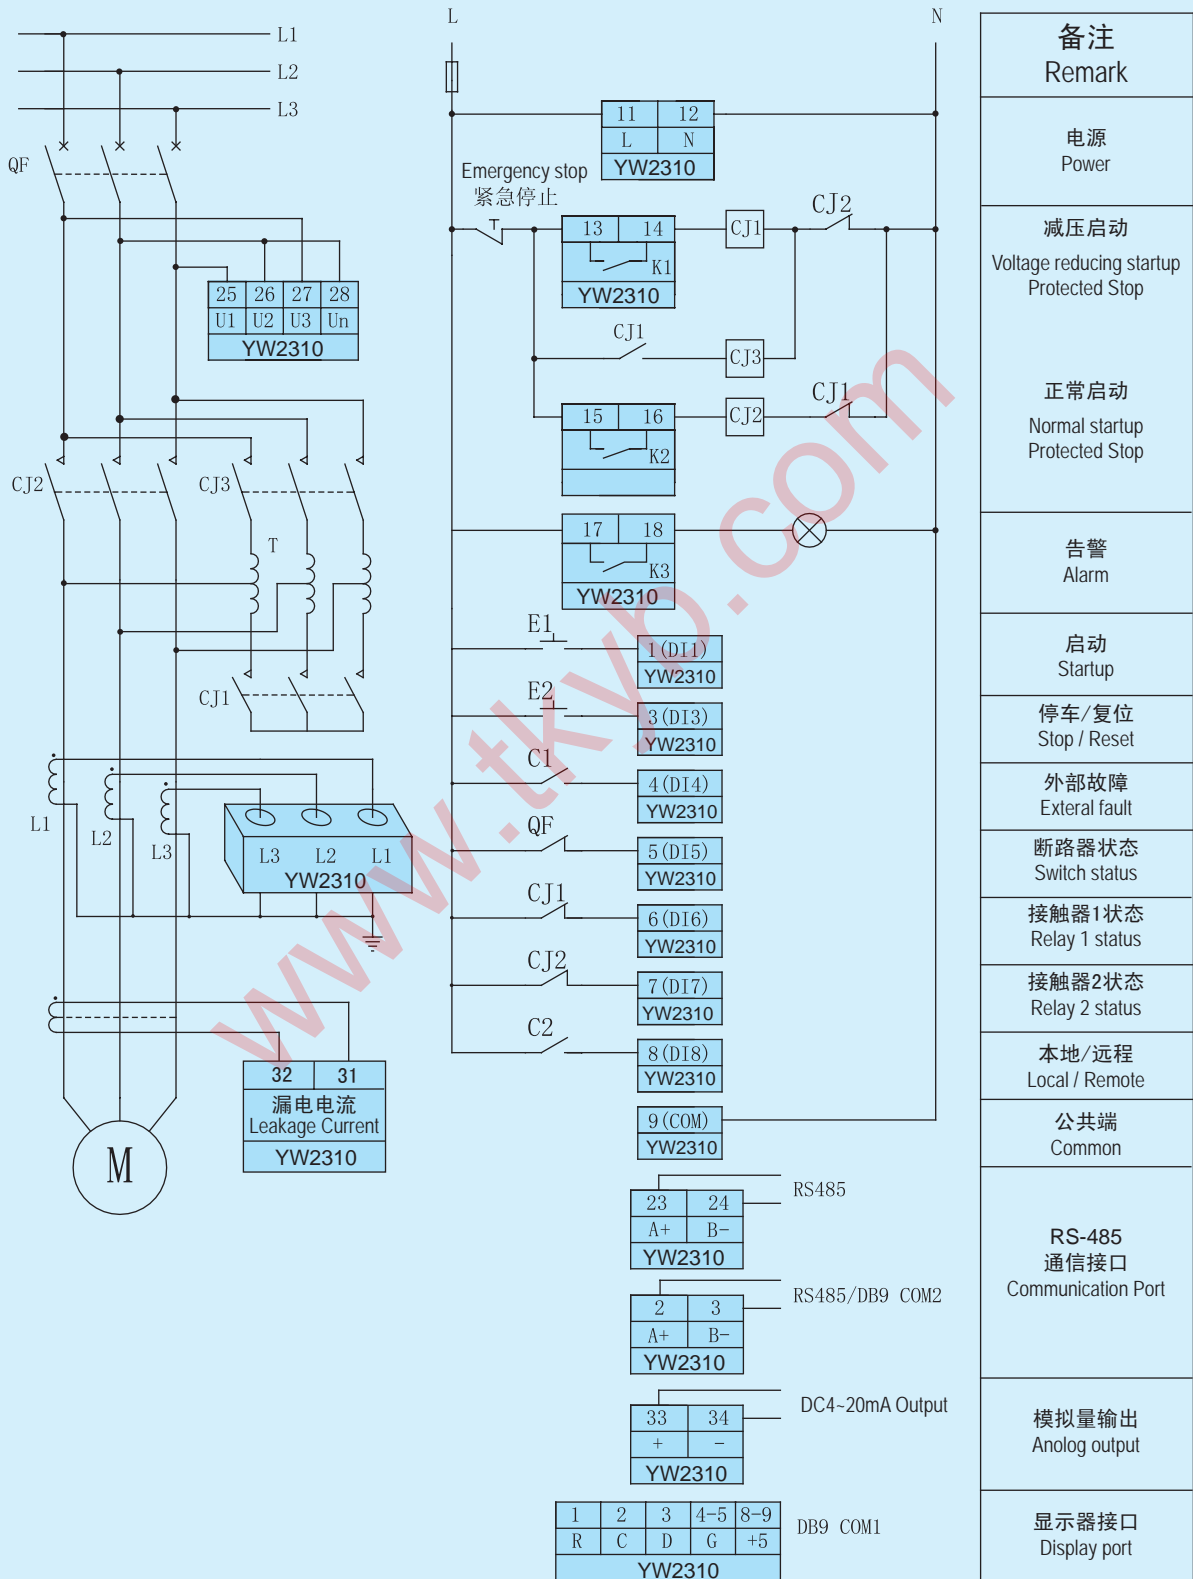 L1
L2
L3
QF
25 26 27 28
U1 U2 U3 Un
YW2310
CJ2
CJ3
T
CJ1
L1
L2
L3
L3 L2 L1
YW2310
32 31
漏电电流
Leakage Current
YW2310
M
L
N
11 12
L N
YW2310
Emergency stop
紧急停止
13 14
K1
YW2310
CJ1
CJ2
CJ1
CJ3
15 16
K2
CJ2
CJ1
17 18
K3
YW2310
E1
1(DI1)
YW2310
E2
3(DI3)
YW2310
C1
4(DI4)
YW2310
QF
5(DI5)
YW2310
CJ1
6(DI6)
YW2310
CJ2
7(DI7)
YW2310
C2
8(DI8)
YW2310
9(COM)
YW2310
RS485
23 24
A+ B-
YW2310
RS485/DB9 COM2
2 3
A+ B-
YW2310
DC4~20mA Output
33 34
+ -
YW2310
1 2 3 4-5 8-9
R C D G +5
YW2310
DB9 COM1
备注
Remark
电源
Power
减压启动
Voltage reducing startup
Protected Stop
正常启动
Normal startup
Protected Stop
告警
Alarm
启动
Startup
停车/复位
Stop / Reset
外部故障
Exteral fault
断路器状态
Switch status
接触器1状态
Relay 1 status
接触器2状态
Relay 2 status
本地/远程
Local / Remote
公共端
Common
RS-485
通信接口
Communication Port
模拟量输出
Anolog output
显示器接口
Display port
www.tkyb.com